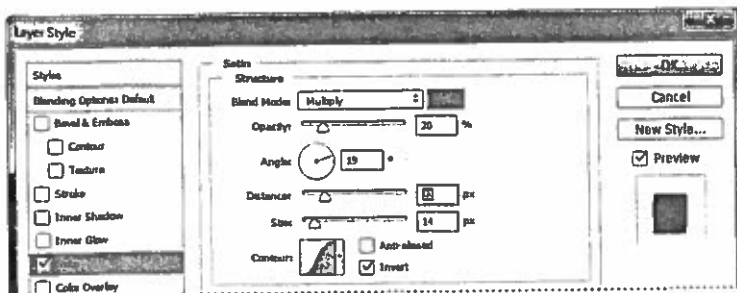 Layer Style
Styles
Blending Options: Default
Bevel & Emboss
Contour
Texture
Stroke
Inner Shadow
Inner Glow
Color Overlay
Satin
Structure
Blend Mode: Multiply
Opacity: 20 %
Angle: 19 °
Distance: px
Size: 14 px
Contour: Anti-aliased
Invert
OK
Cancel
New Style...
Preview